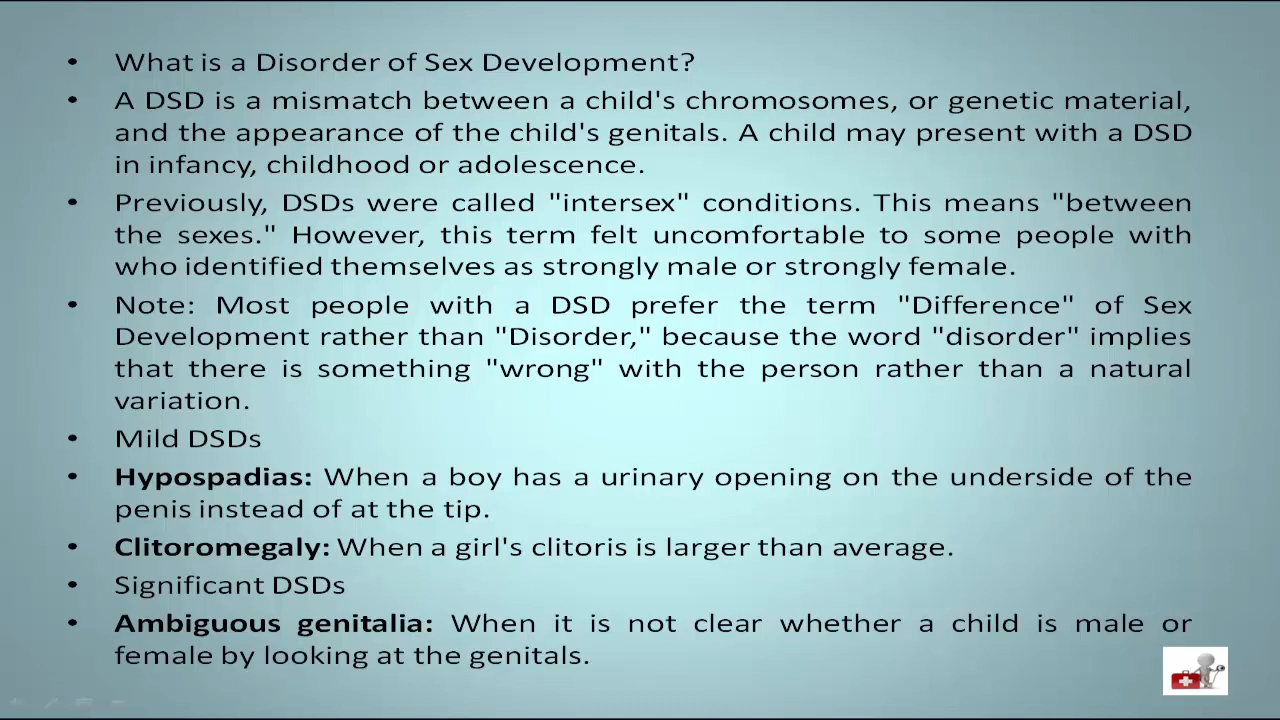 • What is a Disorder of Sex Development?
• A DSD is a mismatch between a child's chromosomes, or genetic material,
and the appearance of the child's genitals. A child may present with a DSD
in infancy, childhood or adolescence.
• Previously, DSDs were called "intersex" conditions. This means "between
the sexes." However, this term felt uncomfortable to some people with
who identified themselves as strongly male or strongly female.
• Note: Most people with a DSD prefer the term "Difference" of Sex
Development rather than "Disorder," because the word "disorder" implies
that there is something "wrong" with the person rather than a natural
variation.
• Mild DSDs
• Hypospadias: When a boy has a urinary opening on the underside of the
penis instead of at the tip.
• Clitoromegaly: When a girl's clitoris is larger than average.
• Significant DSDs
• Ambiguous genitalia: When it is not clear whether a child is male or
female by looking at the genitals.